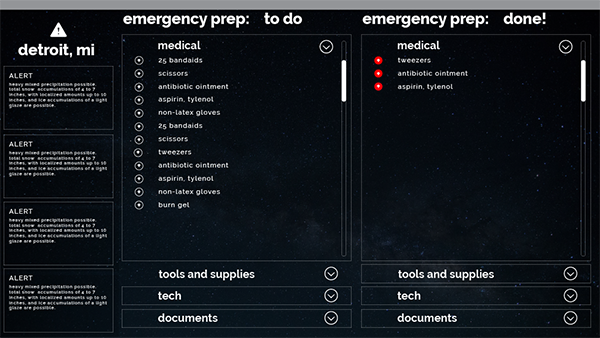 detroit, mi
ALERT
heavy mixed precipitation possible.
total snow accumulations of 4 to 7
inches, with localized amounts up to 10
inches, and ice accumulations of a light
glaze are possible.
ALERT
heavy mixed precipitation possible.
total snow accumulations of 4 to 7
inches, with localized amounts up to 10
inches, and ice accumulations of a light
glaze are possible.
ALERT
heavy mixed precipitation possible.
total snow accumulations of 4 to 7
inches, with localized amounts up to 10
inches, and ice accumulations of a light
glaze are possible.
ALERT
heavy mixed precipitation possible.
total snow accumulations of 4 to 7
inches, with localized amounts up to 10
inches, and ice accumulations of a light
glaze are possible.
emergency prep: to do
medical
25 bandaids
scissors
antibiotic ointment
aspirin, tylenol
non-latex gloves
25 bandaids
scissors
tweezers
antibiotic ointment
aspirin, tylenol
non-latex gloves
burn gel
tools and supplies
tech
documents
emergency prep: done!
medical
tweezers
antibiotic ointment
aspirin, tylenol
tools and supplies
tech
documents